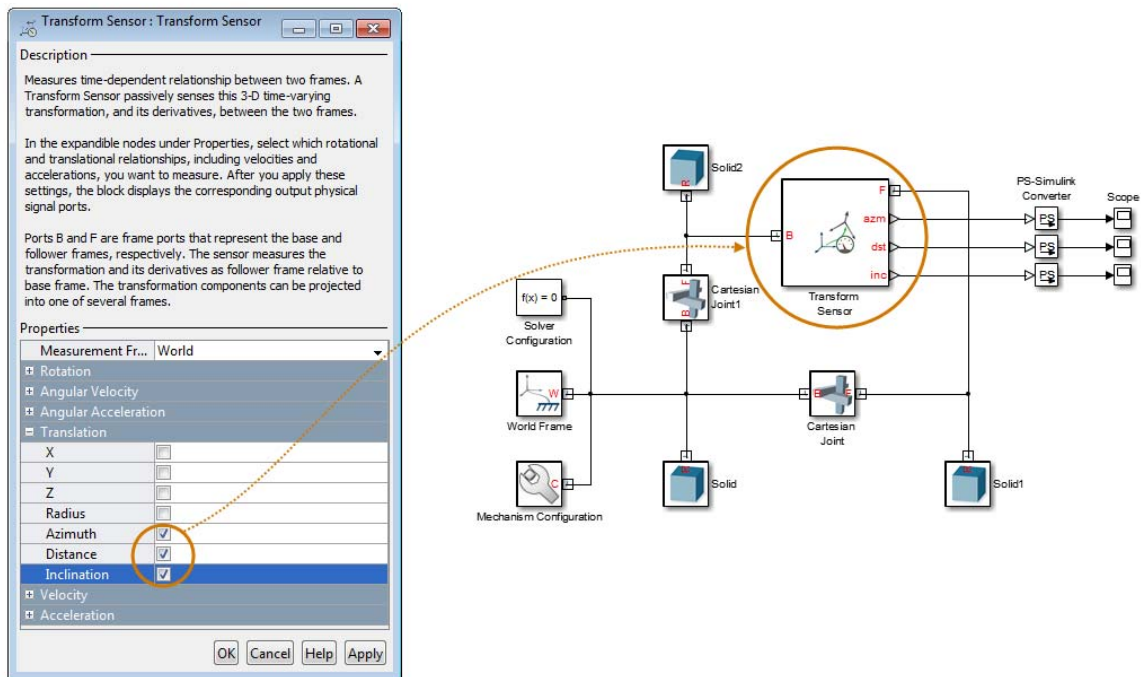 Transform Sensor : Transform Sensor
Description
Measures time-dependent relationship between two frames. A
Transform Sensor passively senses this 3-D time-varying
transformation, and its derivatives, between the two frames.
In the expandible nodes under Properties, select which rotational
and translational relationships, including velocities and
accelerations, you want to measure. After you apply these
settings, the block displays the corresponding output physical
signal ports.
Ports B and F are frame ports that represent the base and
follower frames, respectively. The sensor measures the
transformation and its derivatives as follower frame relative to
base frame. The transformation components can be projected
into one of several frames.
Properties
Measurement Fr... World
Rotation
Angular Velocity
Angular Acceleration
Translation
X
Y
Z
Radius
Azimuth
Distance
Inclination
Velocity
Acceleration
OK Cancel Help Apply
R
Solid2
B
F
azm
dst
inc
Transform
Sensor
PS-Simulink
Converter
Scope
PS
PS
PS
F
B
Cartesian
Joint1
f(x) = 0
Solver
Configuration
W
World Frame
C
Mechanism Configuration
B F
Cartesian
Joint
R
Solid
R
Solid1